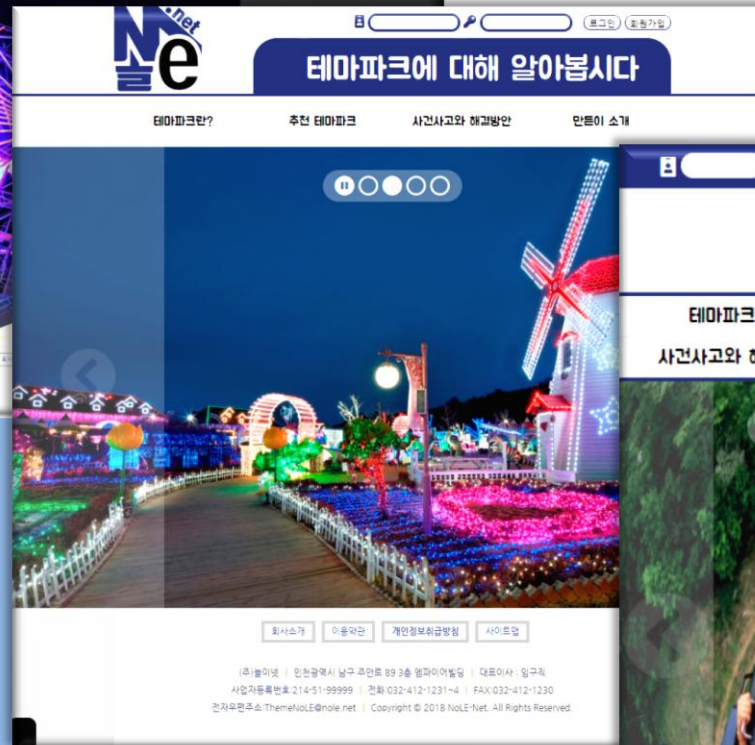 .net
Ne
놀
로그인 회원가입
테마파크에 대해 알아봅시다
테마파크란? 추천 테마파크 사건사고와 해결방안 만든이 소개
테마파크
사건사고와
회사소개 이용약관 개인정보취급방침 사이트맵
(주)놀이넷 | 인천광역시 남구 주안로 89 3층 엠파이어빌딩 | 대표이사 : 임구직
사업자등록번호:214-51-99999 | 전화:032-412-1231~4 | FAX:032-412-1230
전자우편주소:ThemeNoLE@nole.net | Copyright © 2018 NoLE-Net. All Rights Reserved.